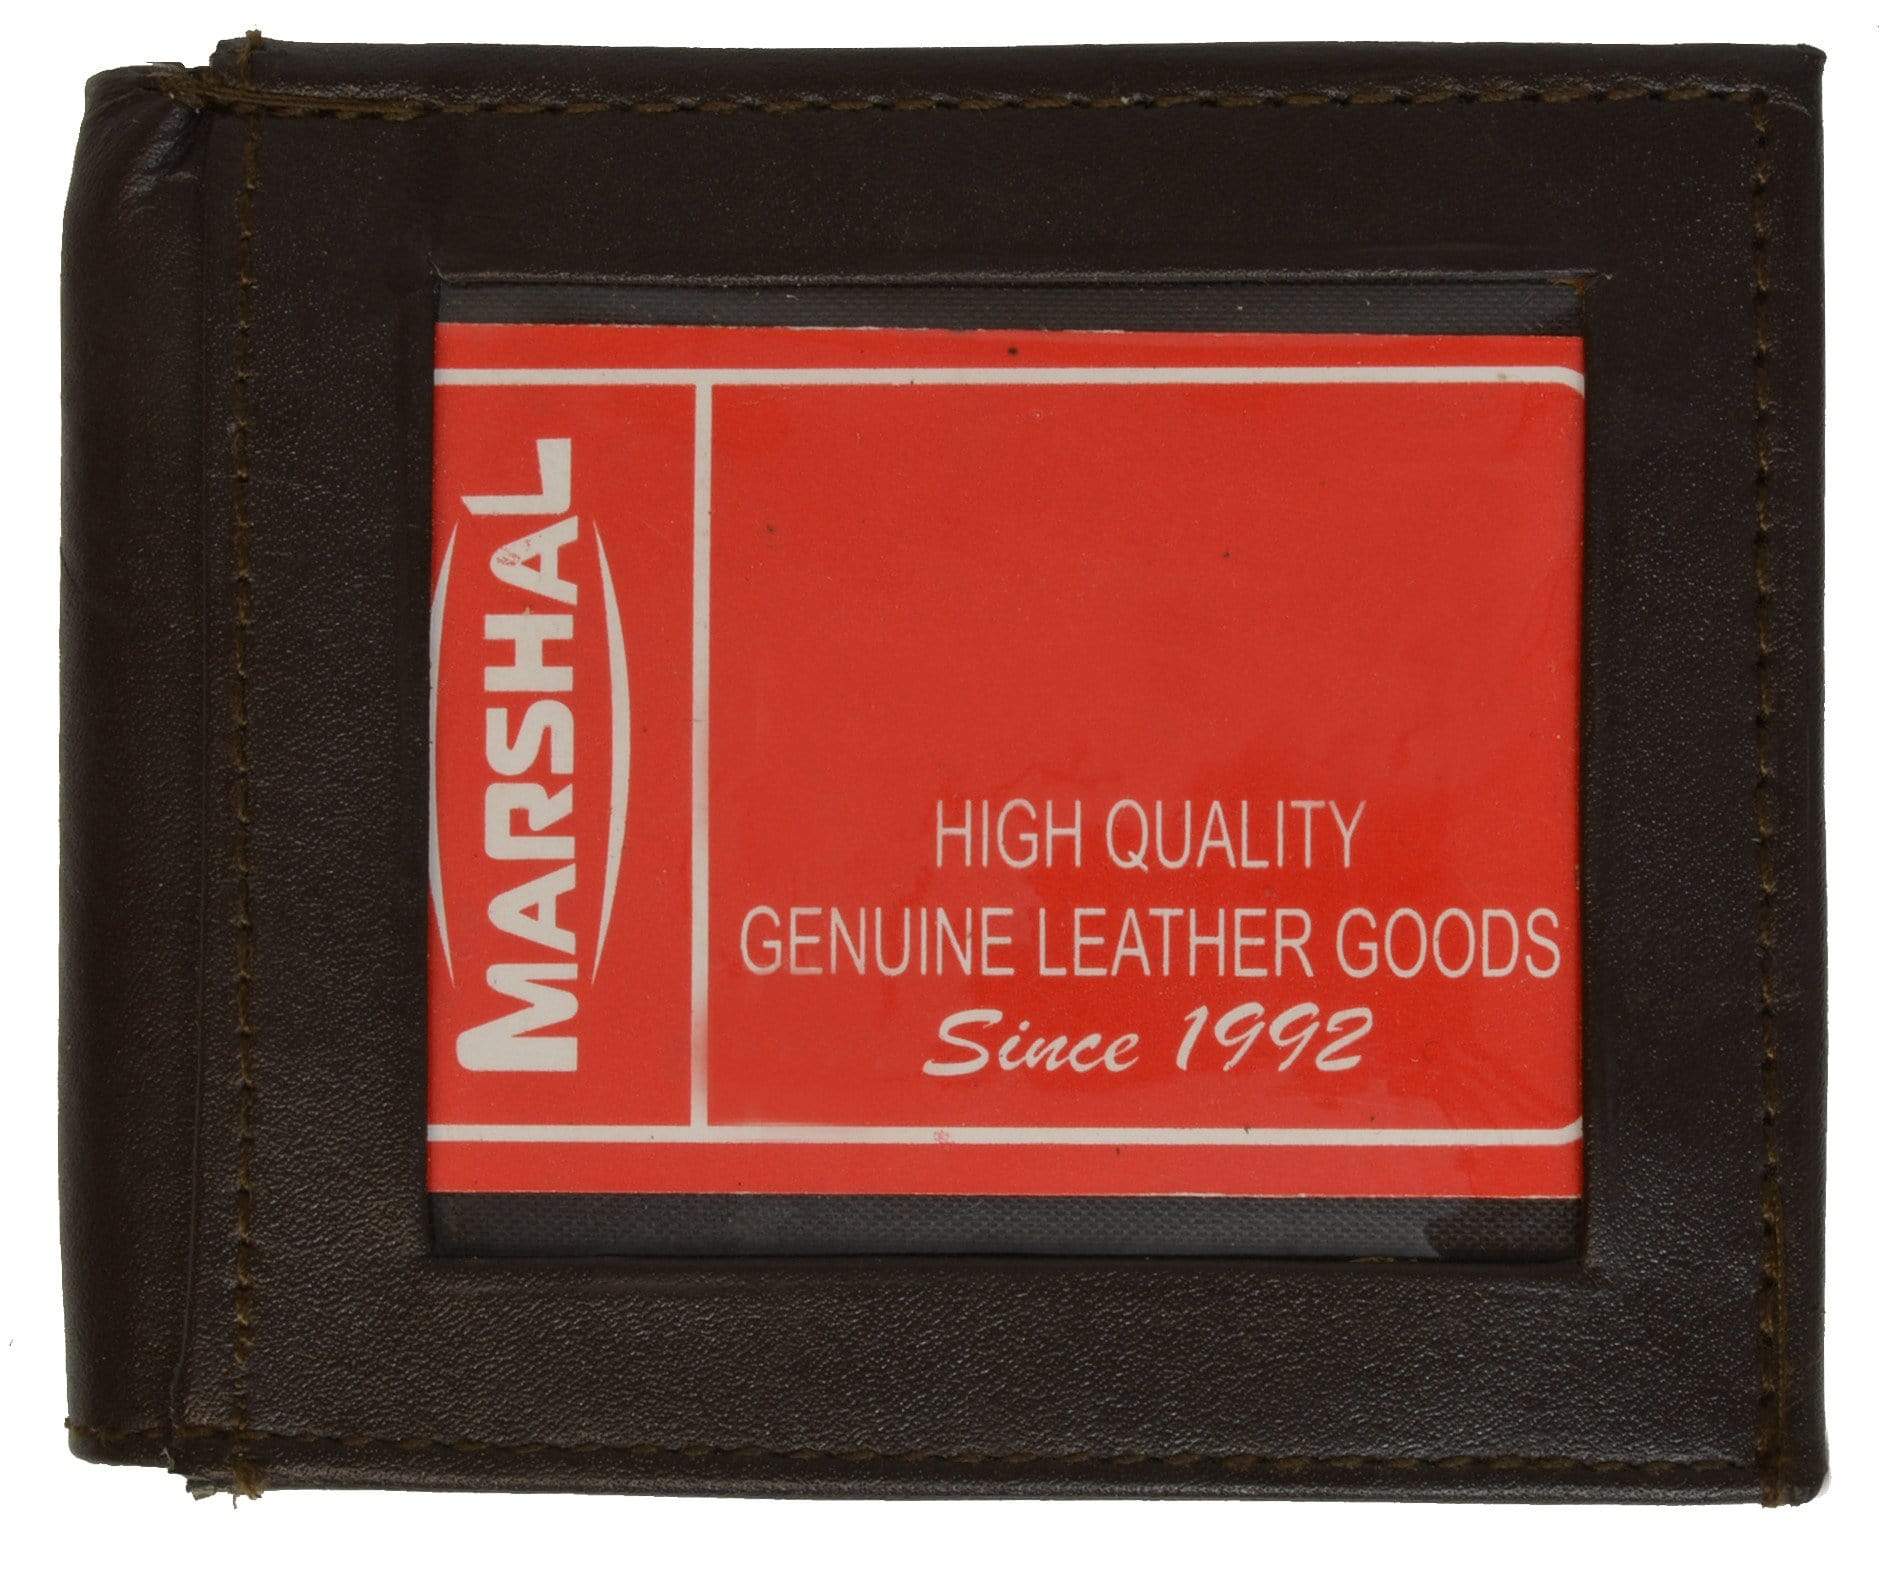 MARSHAL
HIGH QUALITY
GENUINE LEATHER GOODS
Since 1992